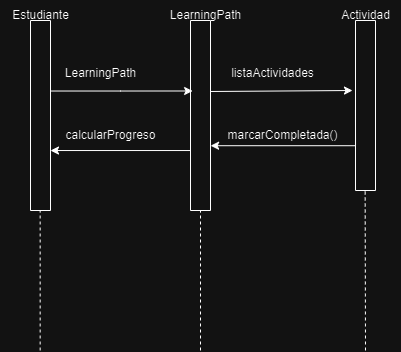 Estudiante
LearningPath
Actividad
LearningPath
listaActividades
calcularProgreso
marcarCompletada()